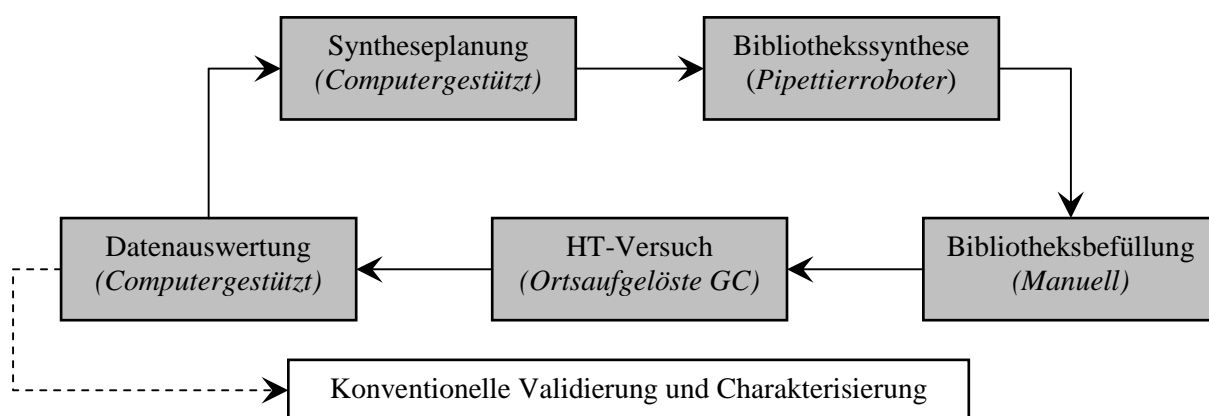 Syntheseplanung
(Computergestützt)
Bibliothekssynthese
(Pipettierroboter)
Datenauswertung
(Computergestützt)
HT-Versuch
(Ortsaufgelöste GC)
Bibliotheksbefüllung
(Manuell)
Konventionelle Validierung und Charakterisierung